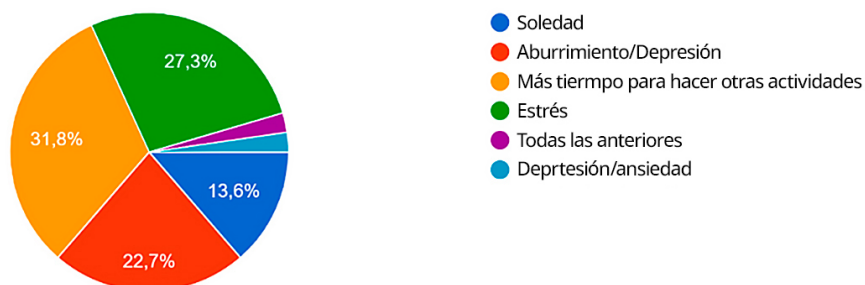 27,3%
31,8%
13,6%
22,7%
Soledad
Aburrimiento/Depresión
Más tiermpo para hacer otras actividades
Estrés
Todas las anteriores
Deprtesión/ansiedad